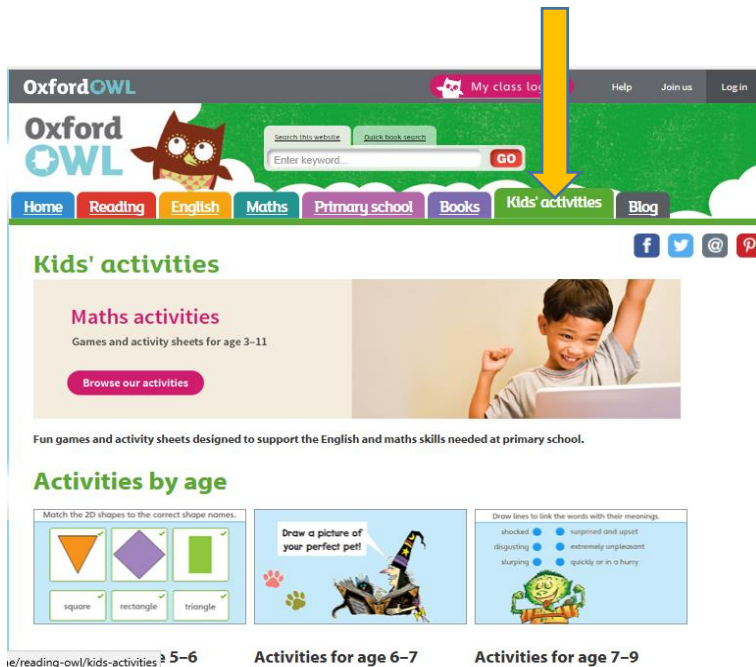 OxfordOWL
My class log
Help
Join us
Log in
Oxford
OWL
Search this website
Quick book search
Enter keyword...
GO
Home
Reading
English
Maths
Primary school
Books
Kids' activities
Blog
Kids' activities
Maths activities
Games and activity sheets for age 3–11
Browse our activities
Fun games and activity sheets designed to support the English and maths skills needed at primary school.
Activities by age
Match the 2D shapes to the correct shape names.
square
rectangle
triangle
Draw a picture of
your perfect pet!
Draw lines to link the words with their meanings.
shocked
surprised and upset
disgusting
extremely unpleasant
slurping
quickly or in a hurry
5–6
Activities for age 6–7
Activities for age 7–9
e/reading-owl/kids-activities